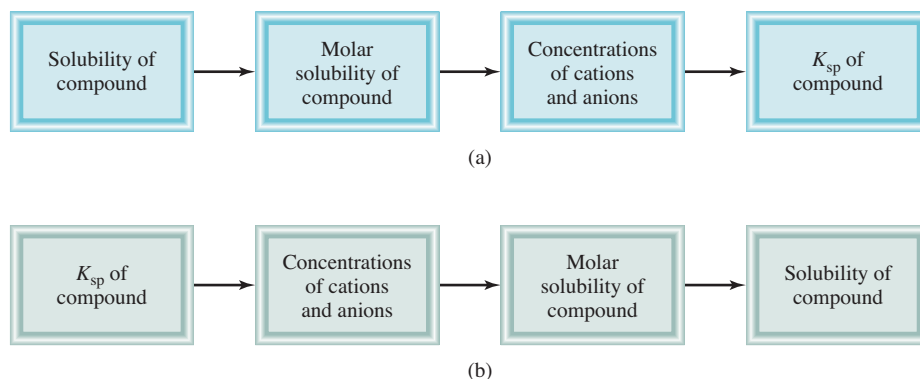 Solubility of
compound
Molar
solubility of
compound
Concentrations
of cations
and anions
Ksp of
compound
(a)
Ksp of
compound
Concentrations
of cations
and anions
Molar
solubility of
compound
Solubility of
compound
(b)